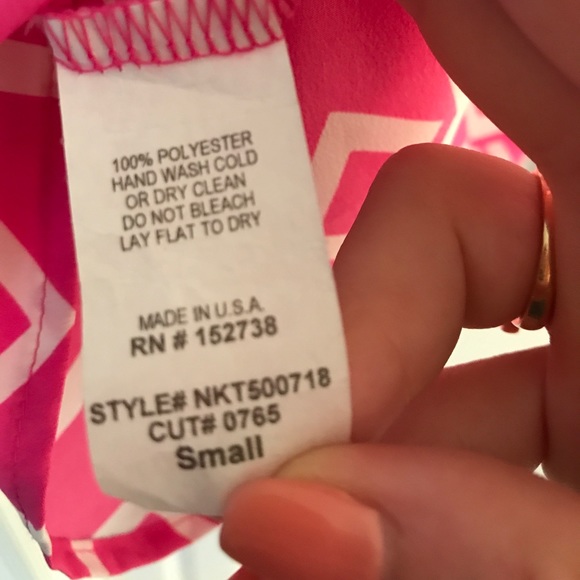 100% POLYESTER
HAND WASH COLD
OR DRY CLEAN
DO NOT BLEACH
LAY FLAT TO DRY
MADE IN U.S.A.
RN # 152738
STYLE# NKT500718
CUT# 0765
Small